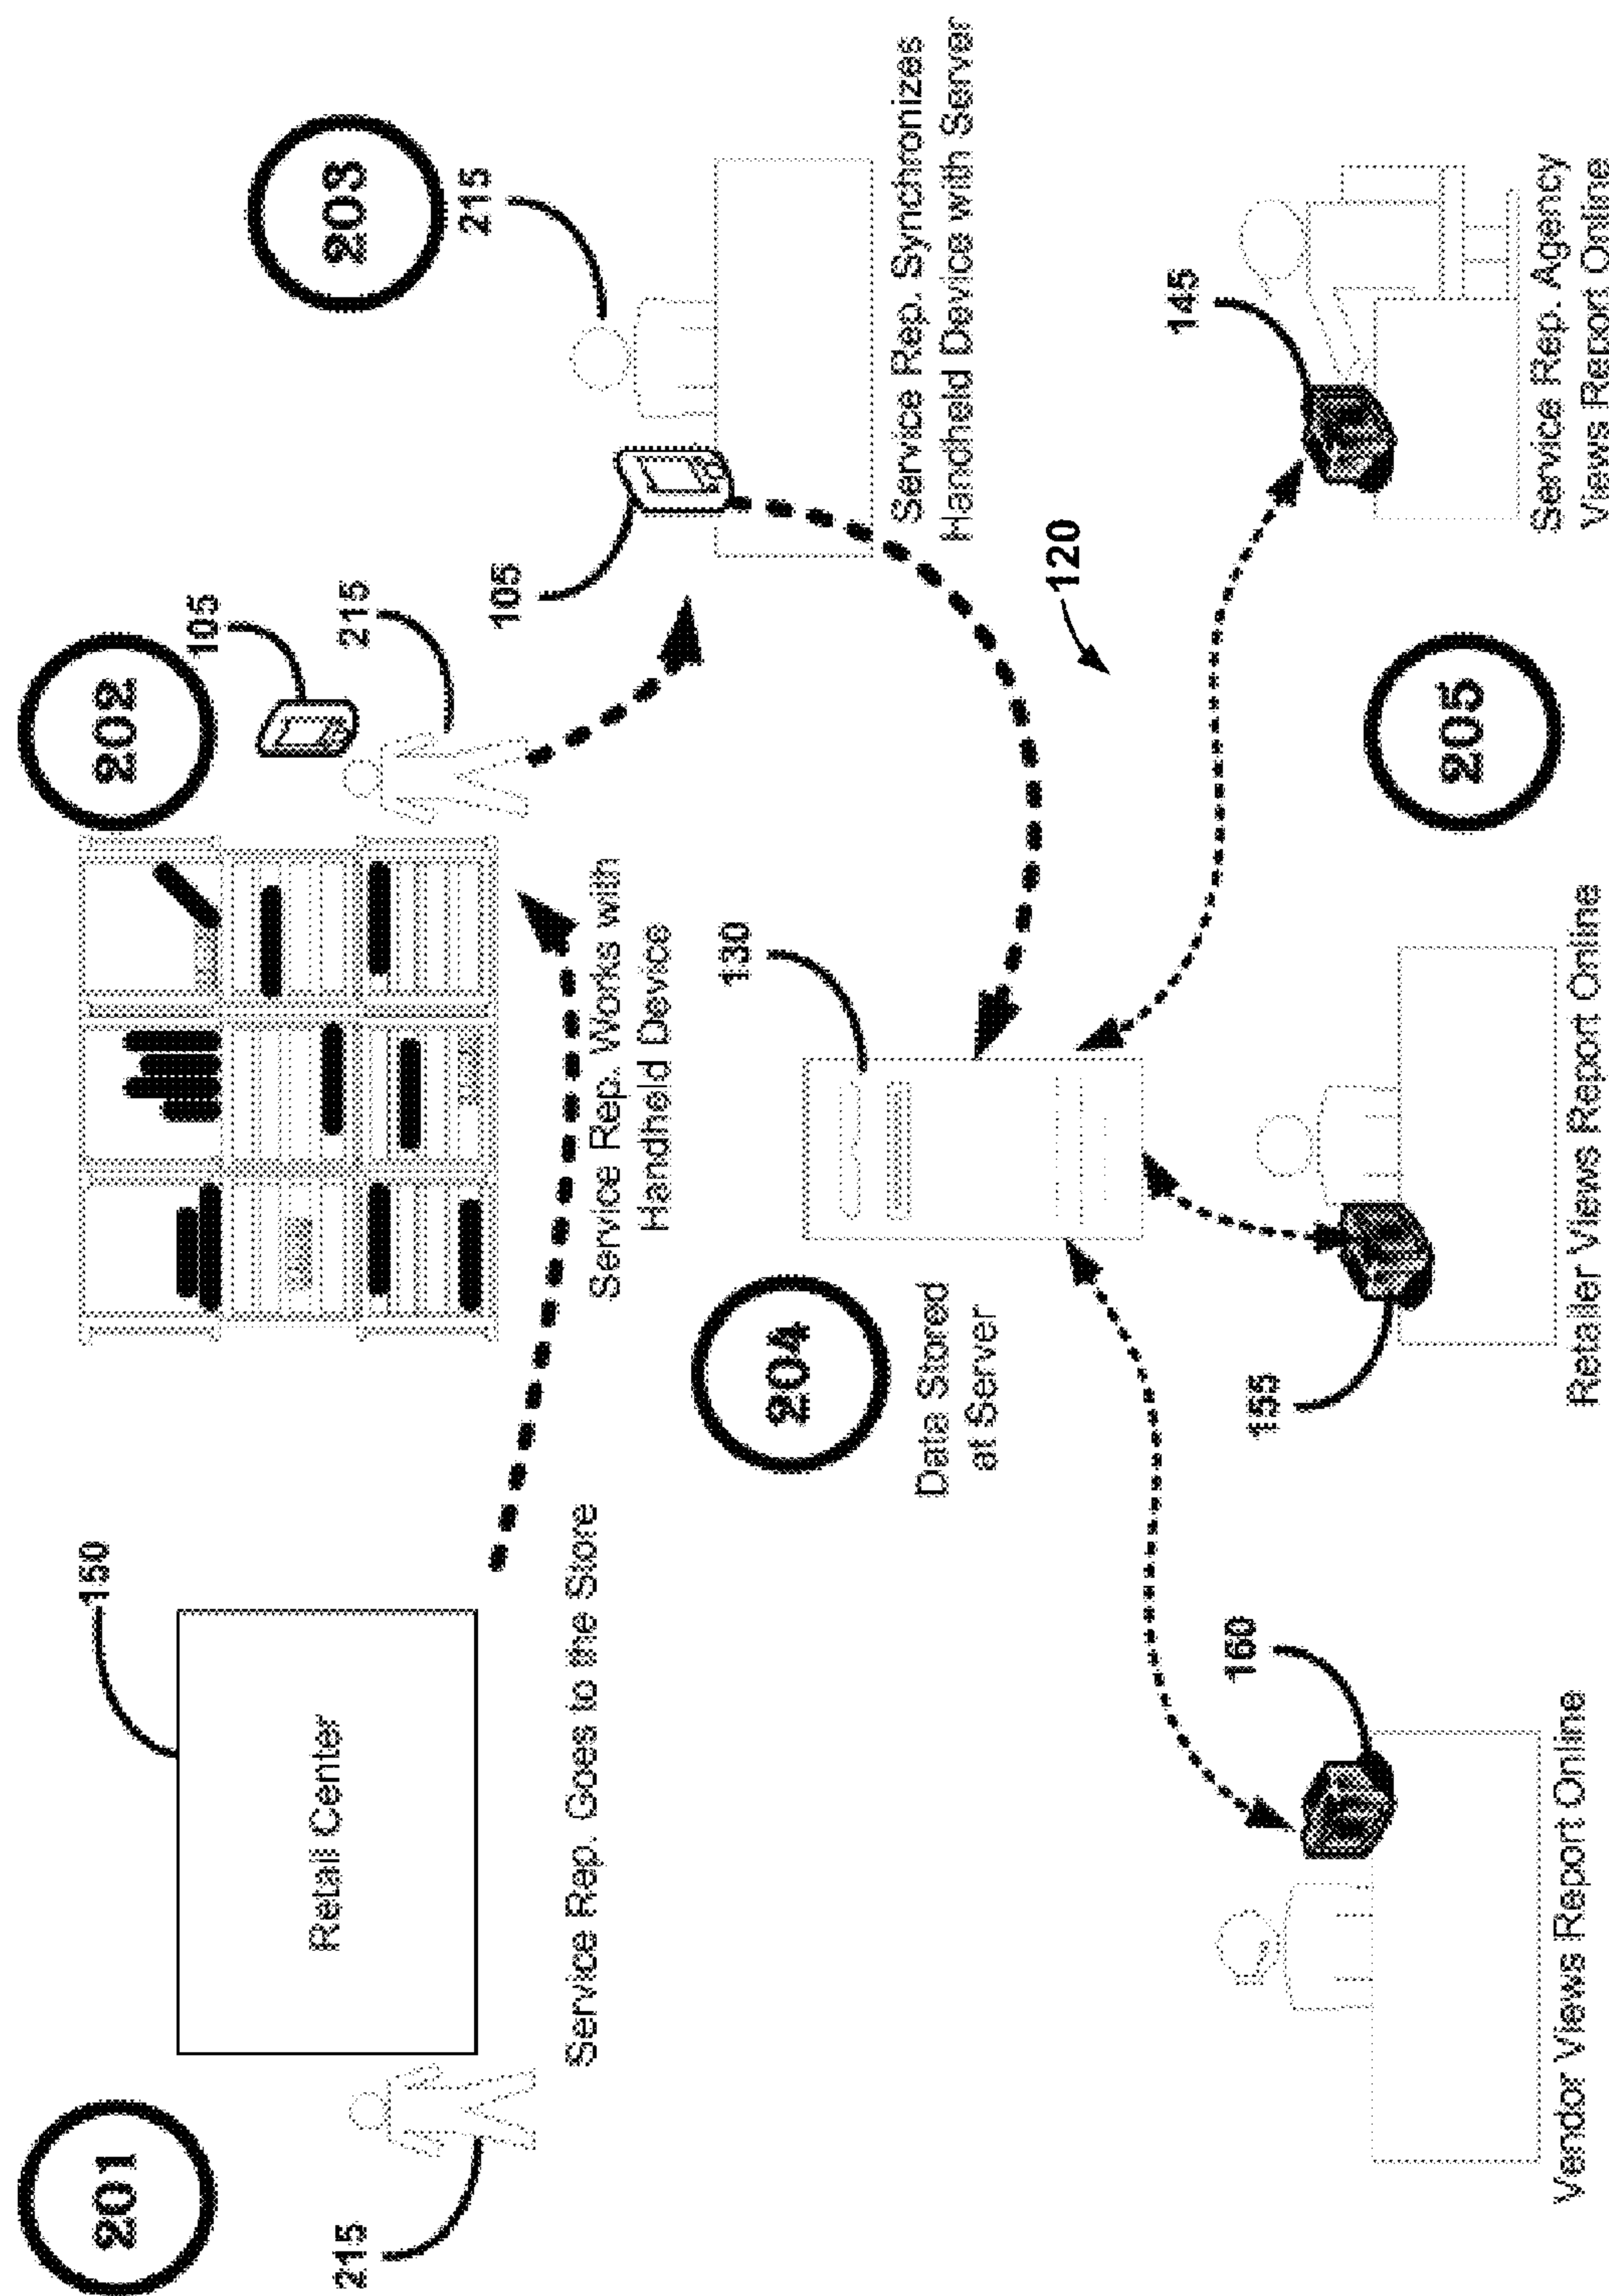 201
150
Retail Center
215
Service Rep. Goes to the Store
202
105
215
Service Rep. Works with
Handheld Device
203
215
105
Service Rep. Synchronizes
Handheld Device with Server
204
Data Stored
at Server
130
120
160
Vendor Views Report Online
155
Retailer Views Report Online
205
145
Service Rep. Agency
Views Report Online